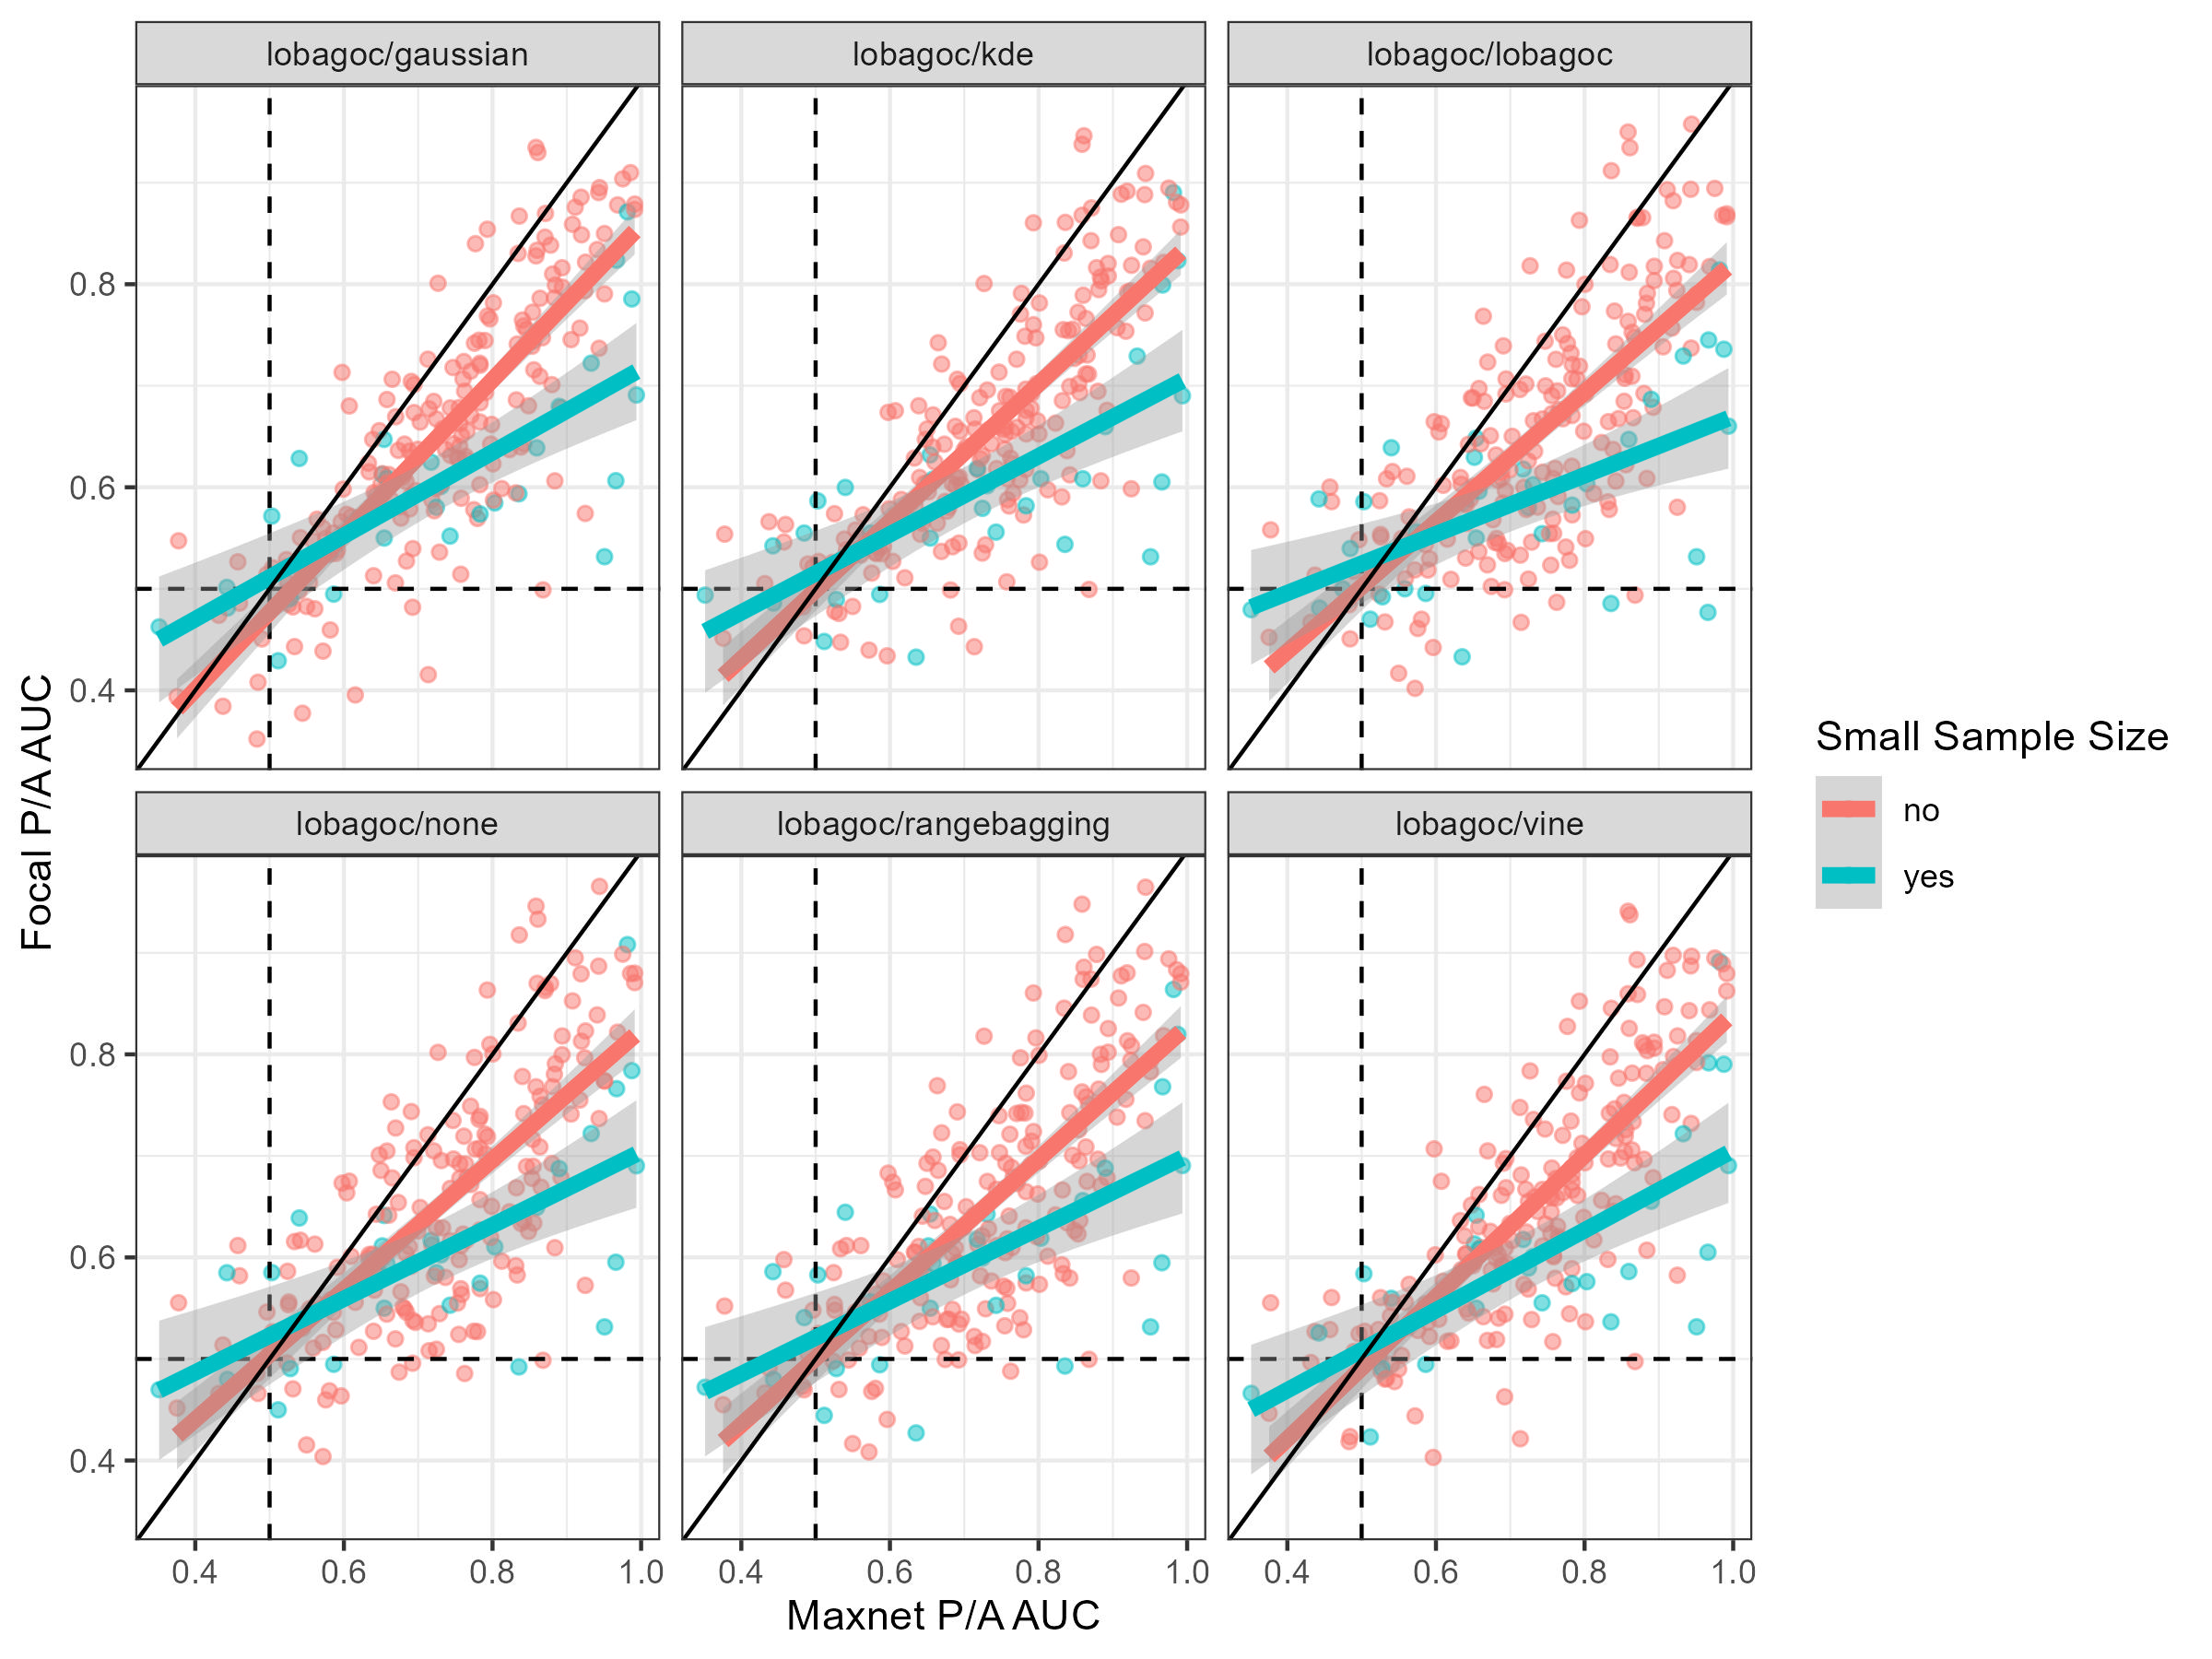 lobagoc/gaussian
lobagoc/kde
lobagoc/lobagoc
0.8
0.6
0.4
lobagoc/none
lobagoc/rangebagging
lobagoc/vine
0.8
0.6
0.4
0.4 0.6 0.8 1.0
0.4 0.6 0.8 1.0
0.4 0.6 0.8 1.0
Maxnet P/A AUC
Focal P/A AUC
Small Sample Size
no
yes